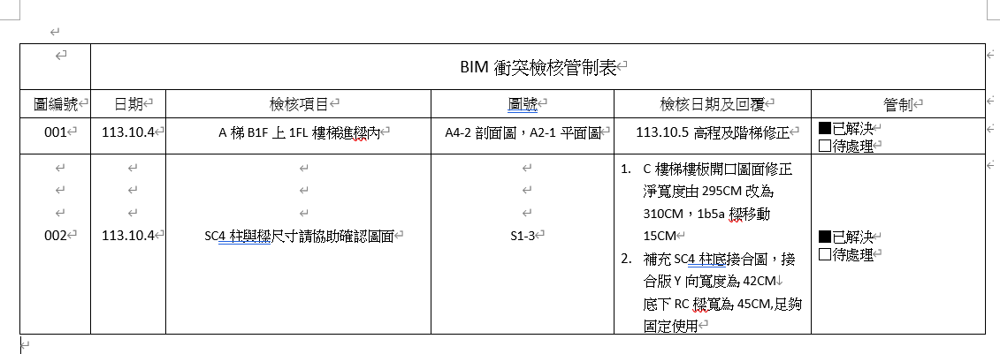 BIM 衝突檢核管制表
圖編號 日期 檢核項目 圖號 檢核日期及回覆 管制
001 113.10.4 A 梯 B1F 上 1FL 樓梯進樑內 A4-2 剖面圖，A2-1 平面圖 113.10.5 高程及階梯修正 ■已解決
□待處理
1. C 樓梯樓板開口圖面修正
淨寬度由 295CM 改為
310CM，1b5a 樑移動
002 113.10.4 SC4 柱與樑尺寸請協助確認圖面 S1-3 15CM ■已解決
□待處理
2. 補充 SC4 柱底接合圖，接
合版 Y 向寬度為 42CM
底下 RC 樑寬為 45CM,足夠
固定使用